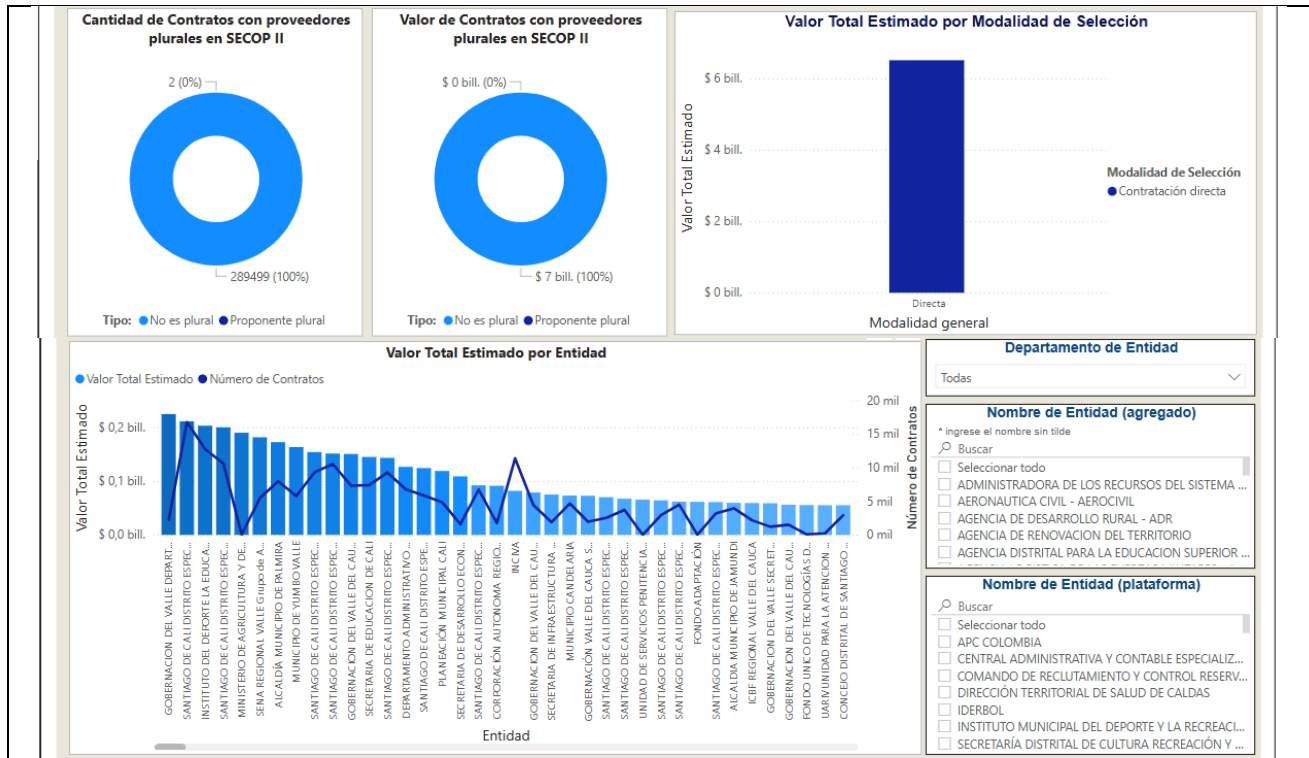 Cantidad de Contratos con proveedores
plurales en SECOP II
2 (0%)
289499 (100%)
Tipo: No es plural Proponente plural
Valor de Contratos con proveedores
plurales en SECOP II
$ 0 bill. (0%)
$ 7 bill. (100%)
Tipo: No es plural Proponente plural
Valor Total Estimado por Modalidad de Selección
Valor Total Estimado
$ 6 bill.
$ 4 bill.
$ 2 bill.
$ 0 bill.
Directa
Modalidad general
Modalidad de Selección
Contratación directa
Valor Total Estimado por Entidad
Valor Total Estimado Número de Contratos
Valor Total Estimado
$ 0,2 bill.
$ 0,1 bill.
$ 0,0 bill.
20 mil
15 mil
10 mil
5 mil
0 mil
Número de Contratos
GOBERNACION DEL VALLE DEPART...
SANTIAGO DE CALI DISTRITO ESPEC...
INSTITUTO DEL DEPORTE LA EDUCA...
SANTIAGO DE CALI DISTRITO ESPEC...
MINISTERIO DE AGRICULTURA Y DE...
SENA REGIONAL VALLE Grupo de A...
ALCALDÍA MUNICIPIO DE PALMIRA
MUNICIPIO DE YUMBO VALLE
SANTIAGO DE CALI DISTRITO ESPEC...
SANTIAGO DE CALI DISTRITO ESPEC...
GOBERNACION DEL VALLE DEL CAU...
SECRETARIA DE EDUCACION DE CALI
SANTIAGO DE CALI DISTRITO ESPEC...
DEPARTAMENTO ADMINISTRATIVO ...
SANTIAGO DE CALI DISTRITO ESPE...
PLANEACIÓN MUNICIPAL CALI
SECRETARIA DE DESARROLLO ECON...
SANTIAGO DE CALI DISTRITO ESPEC...
CORPORACIÓN AUTONOMA REGIO...
INCIVA
GOBERNACION DEL VALLE DEL CAU...
SECRETARIA DE INFRAESTRUCTURA ...
MUNICIPIO CANDELARIA
GOBERNACIÓN VALLE DEL CAUCA S...
SANTIAGO DE CALI DISTRITO ESPEC...
SANTIAGO DE CALI DISTRITO ESPEC...
UNIDAD DE SERVICIOS PENITENCIA...
SANTIAGO DE CALI DISTRITO ESPEC...
SANTIAGO DE CALI DISTRITO ESPEC...
FONDO ADAPTACIÓN
SANTIAGO DE CALI DISTRITO ESPEC...
ALCALDIA MUNICIPIO DE JAMUNDI
ICBF REGIONAL VALLE DEL CAUCA
GOBERNACION DEL VALLE SECRET...
GOBERNACION DEL VALLE DEL CAU...
FONDO UNICO DE TECNOLOGÍAS D...
UARIV UNIDAD PARA LA ATENCION ...
CONCEJO DISTRITAL DE SANTIAGO ...
Entidad
Departamento de Entidad
Todas
Nombre de Entidad (agregado)
* ingrese el nombre sin tilde
Buscar
Seleccionar todo
ADMINISTRADORA DE LOS RECURSOS DEL SISTEMA ...
AERONAUTICA CIVIL - AEROCIVIL
AGENCIA DE DESARROLLO RURAL - ADR
AGENCIA DE RENOVACION DEL TERRITORIO
AGENCIA DISTRITAL PARA LA EDUCACION SUPERIOR ...
Nombre de Entidad (plataforma)
Buscar
Seleccionar todo
APC COLOMBIA
CENTRAL ADMINISTRATIVA Y CONTABLE ESPECIALIZ...
COMANDO DE RECLUTAMIENTO Y CONTROL RESERV...
DIRECCIÓN TERRITORIAL DE SALUD DE CALDAS
IDERBOL
INSTITUTO MUNICIPAL DEL DEPORTE Y LA RECREACI...
SECRETARÍA DISTRITAL DE CULTURA RECREACIÓN Y ...